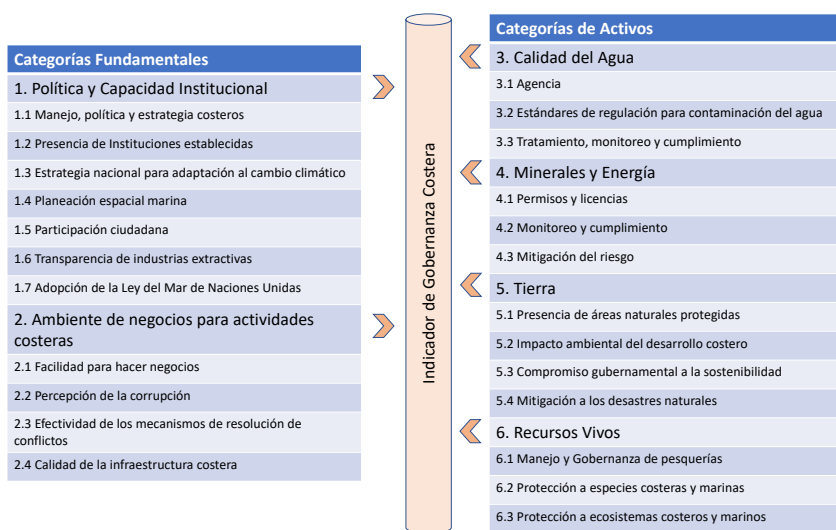 Categorías Fundamentales
1. Política y Capacidad Institucional
1.1 Manejo, política y estrategia costeros
1.2 Presencia de Instituciones establecidas
1.3 Estrategia nacional para adaptación al cambio climático
1.4 Planeación espacial marina
1.5 Participación ciudadana
1.6 Transparencia de industrias extractivas
1.7 Adopción de la Ley del Mar de Naciones Unidas
2. Ambiente de negocios para actividades
costeras
2.1 Facilidad para hacer negocios
2.2 Percepción de la corrupción
2.3 Efectividad de los mecanismos de resolución de
conflictos
2.4 Calidad de la infraestructura costera
Indicador de Gobernanza Costera
Categorías de Activos
3. Calidad del Agua
3.1 Agencia
3.2 Estándares de regulación para contaminación del agua
3.3 Tratamiento, monitoreo y cumplimiento
4. Minerales y Energía
4.1 Permisos y licencias
4.2 Monitoreo y cumplimiento
4.3 Mitigación del riesgo
5. Tierra
5.1 Presencia de áreas naturales protegidas
5.2 Impacto ambiental del desarrollo costero
5.3 Compromiso gubernamental a la sostenibilidad
5.4 Mitigación a los desastres naturales
6. Recursos Vivos
6.1 Manejo y Gobernanza de pesquerías
6.2 Protección a especies costeras y marinas
6.3 Protección a ecosistemas costeros y marinos